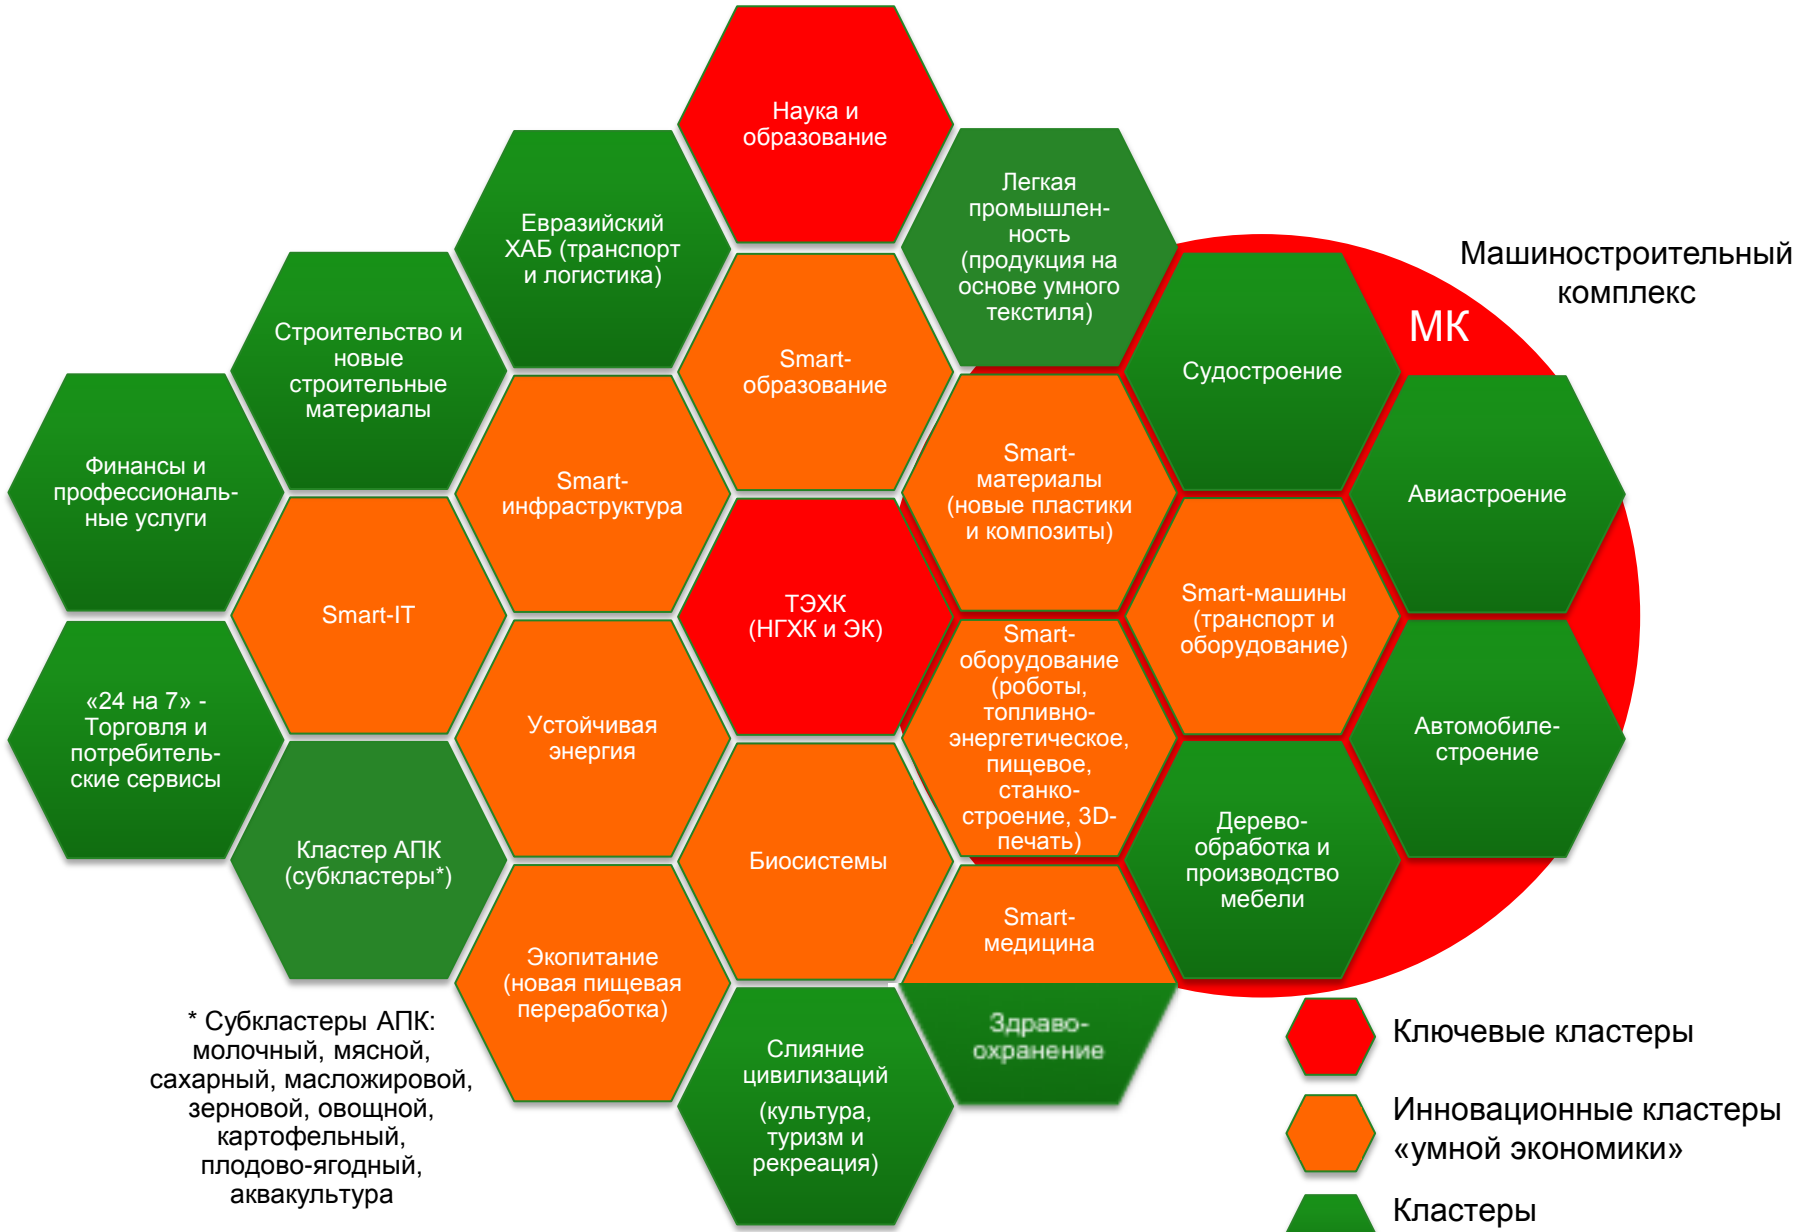 Наука и
образование
Евразийский
ХАБ (транспорт
и логистика)
Легкая
промышлен-
ность
(продукция на
основе умного
текстиля)
Машиностроительный
комплекс
МК
Строительство и
новые
строительные
материалы
Smart-
образование
Судостроение
Финансы и
профессиональ-
ные услуги
Smart-
инфраструктура
Smart-
материалы
(новые пластики
и композиты)
Авиастроение
Smart-IT
ТЭХК
(НГХК и ЭК)
Smart-машины
(транспорт и
оборудование)
«24 на 7» -
Торговля и
потребитель-
ские сервисы
Устойчивая
энергия
Smart-
оборудование
(роботы,
топливно-
энергетическое,
пищевое,
станко-
строение, 3D-
печать)
Автомобиле-
строение
Кластер АПК
(субкластеры*)
Биосистемы
Дерево-
обработка и
производство
мебели
Экопитание
(новая пищевая
переработка)
Smart-
медицина
Здраво-
охранение
Слияние
цивилизаций
(культура,
туризм и
рекреация)
* Субкластеры АПК:
молочный, мясной,
сахарный, масложировой,
зерновой, овощной,
картофельный,
плодово-ягодный,
аквакультура
Ключевые кластеры
Инновационные кластеры
«умной экономики»
Кластеры